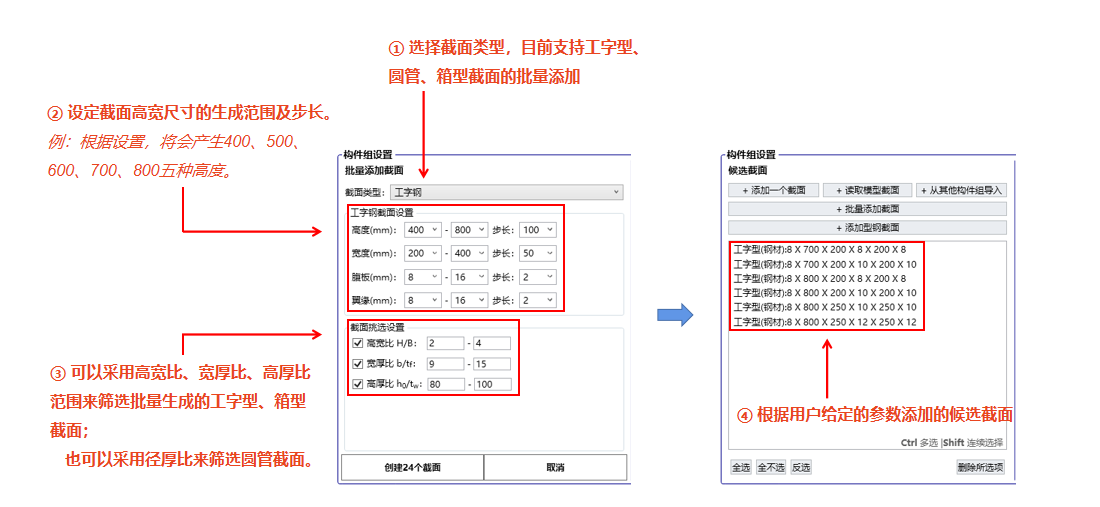 ① 选择截面类型，目前支持工字型、
圆管、箱型截面的批量添加
② 设定截面高宽尺寸的生成范围及步长。
例：根据设置，将会产生400、500、
600、700、800五种高度。
构件组设置
批量添加截面
截面类型: 工字钢
工字钢截面设置
高度(mm): 400 - 800 步长: 100
宽度(mm): 200 - 400 步长: 50
腹板(mm): 8 - 16 步长: 2
翼缘(mm): 8 - 16 步长: 2
截面挑选设置
高宽比 H/B: 2 - 4
宽厚比 b/tf: 9 - 15
高厚比 h₀/tw: 80 - 100
创建24个截面 取消
③ 可以采用高宽比、宽厚比、高厚比
范围来筛选批量生成的工字型、箱型
截面；
也可以采用径厚比来筛选圆管截面。
构件组设置
候选截面
+ 添加一个截面 + 读取模型截面 + 从其他构件组导入
+ 批量添加截面
+ 添加型钢截面
工字型(钢材):8 X 700 X 200 X 8 X 200 X 8
工字型(钢材):8 X 700 X 200 X 10 X 200 X 10
工字型(钢材):8 X 800 X 200 X 8 X 200 X 8
工字型(钢材):8 X 800 X 200 X 10 X 200 X 10
工字型(钢材):8 X 800 X 250 X 10 X 250 X 10
工字型(钢材):8 X 800 X 250 X 12 X 250 X 12
④ 根据用户给定的参数添加的候选截面
Ctrl 多选 |Shift 连续选择
全选 全不选 反选 删除所选项